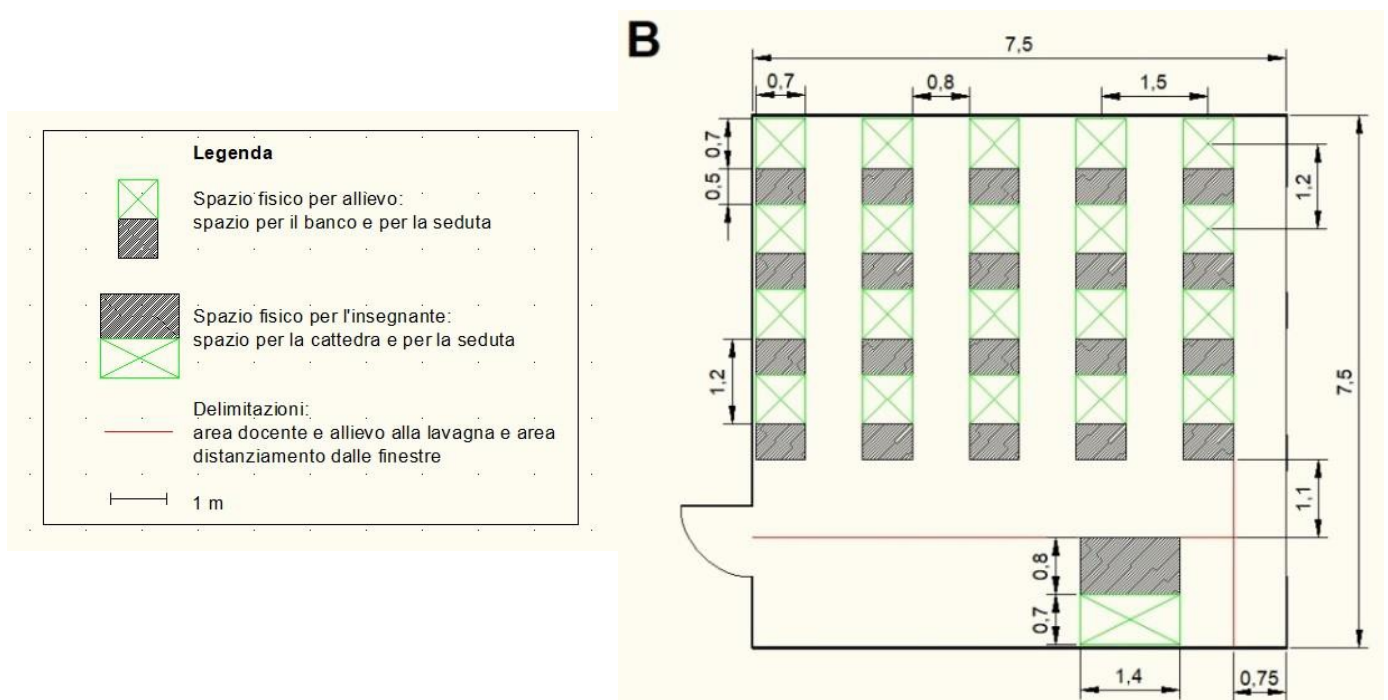 Legenda
Spazio fisico per allievo:
spazio per il banco e per la seduta
Spazio fisico per l'insegnante:
spazio per la cattedra e per la seduta
Delimitazioni:
area docente e allievo alla lavagna e area
distanziamento dalle finestre
1 m
B
7,5
0,7
0,8
1,5
0,7
0,5
1,2
1,2
7,5
1,1
0,8
0,7
1,4
0,75